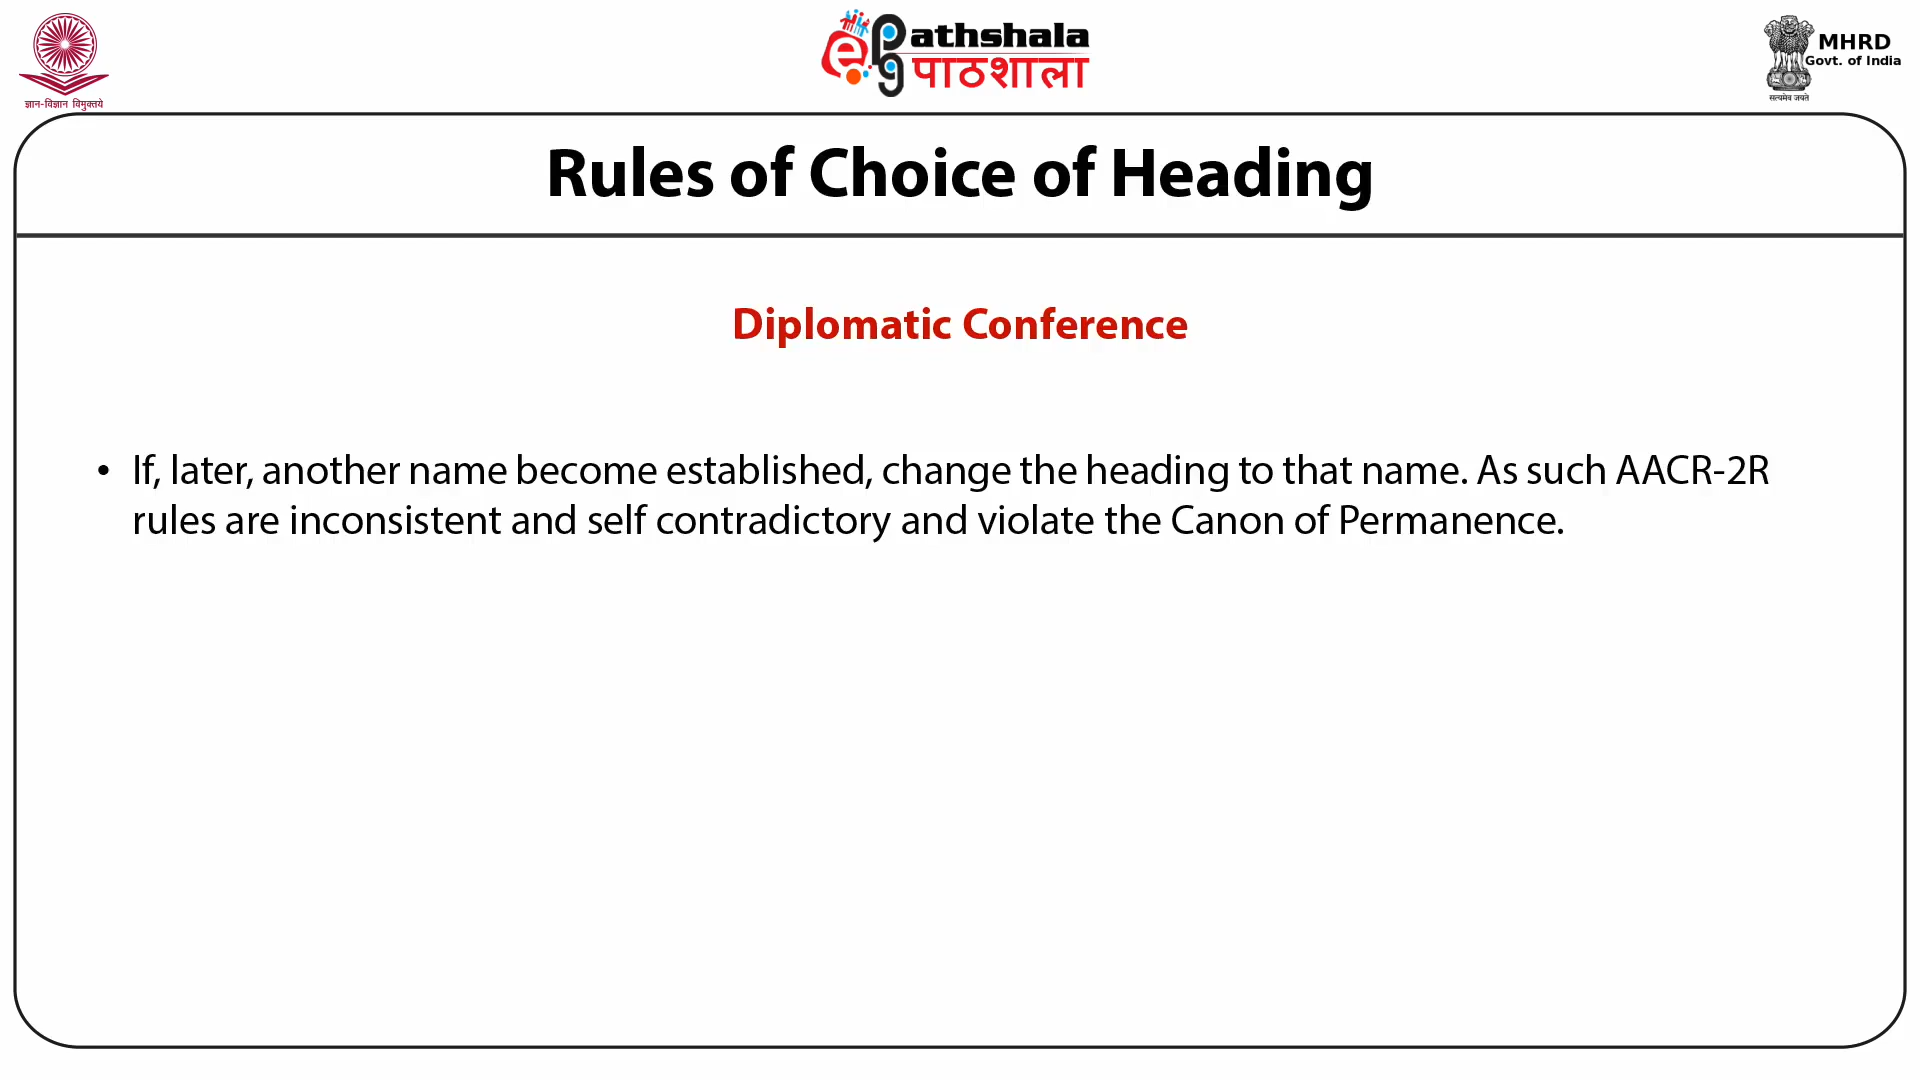 ज्ञान-विज्ञान विमुक्तये
ePG Pathshala
पाठशाला
MHRD
Govt. of India
सत्यमेव जयते
Rules of Choice of Heading
Diplomatic Conference
• If, later, another name become established, change the heading to that name. As such AACR-2R
rules are inconsistent and self contradictory and violate the Canon of Permanence.